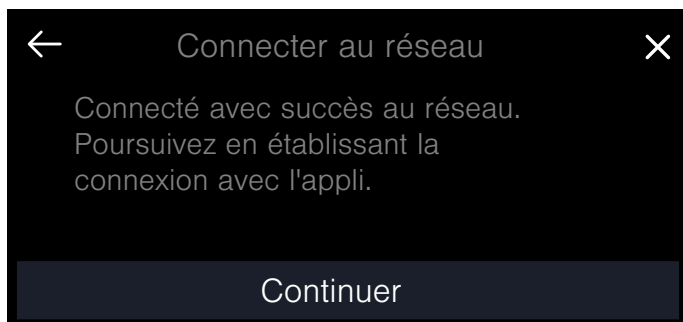 Connecter au réseau
Connecté avec succès au réseau.
Poursuivez en établissant la
connexion avec l'appli.
Continuer